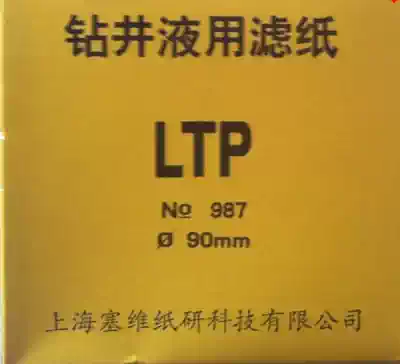 钻井液用滤纸
LTP
№ 987
Ø 90mm
上海塞维纸研科技有限公司